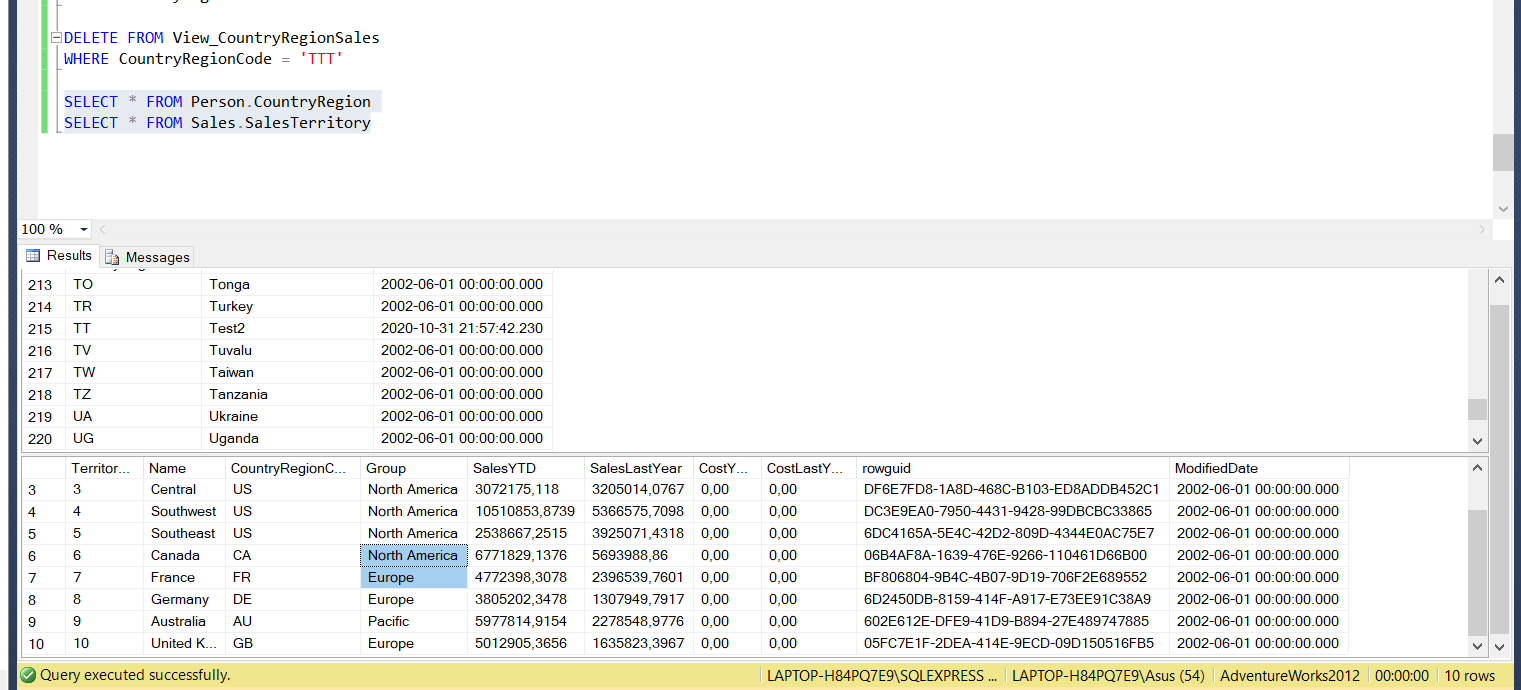 DELETE FROM View_CountryRegionSales
WHERE CountryRegionCode = 'TTT'
SELECT * FROM Person.CountryRegion
SELECT * FROM Sales.SalesTerritory
100 %
Results Messages
213 TO Tonga 2002-06-01 00:00:00.000
214 TR Turkey 2002-06-01 00:00:00.000
215 TT Test2 2020-10-31 21:57:42.230
216 TV Tuvalu 2002-06-01 00:00:00.000
217 TW Taiwan 2002-06-01 00:00:00.000
218 TZ Tanzania 2002-06-01 00:00:00.000
219 UA Ukraine 2002-06-01 00:00:00.000
220 UG Uganda 2002-06-01 00:00:00.000
Territor... Name CountryRegionC... Group SalesYTD SalesLastYear CostY... CostLastY... rowguid ModifiedDate
3 3 Central US North America 3072175,118 3205014,0767 0,00 0,00 DF6E7FD8-1A8D-468C-B103-ED8ADDB452C1 2002-06-01 00:00:00.000
4 4 Southwest US North America 10510853,8739 5366575,7098 0,00 0,00 DC3E9EA0-7950-4431-9428-99DBCBC33865 2002-06-01 00:00:00.000
5 5 Southeast US North America 2538667,2515 3925071,4318 0,00 0,00 6DC4165A-5E4C-42D2-809D-4344E0AC75E7 2002-06-01 00:00:00.000
6 6 Canada CA North America 6771829,1376 5693988,86 0,00 0,00 06B4AF8A-1639-476E-9266-110461D66B00 2002-06-01 00:00:00.000
7 7 France FR Europe 4772398,3078 2396539,7601 0,00 0,00 BF806804-9B4C-4B07-9D19-706F2E689552 2002-06-01 00:00:00.000
8 8 Germany DE Europe 3805202,3478 1307949,7917 0,00 0,00 6D2450DB-8159-414F-A917-E73EE91C38A9 2002-06-01 00:00:00.000
9 9 Australia AU Pacific 5977814,9154 2278548,9776 0,00 0,00 602E612E-DFE9-41D9-B894-27E489747885 2002-06-01 00:00:00.000
10 10 United K... GB Europe 5012905,3656 1635823,3967 0,00 0,00 05FC7E1F-2DEA-414E-9ECD-09D150516FB5 2002-06-01 00:00:00.000
Query executed successfully. LAPTOP-H84PQ7E9\SQLEXPRESS ... LAPTOP-H84PQ7E9\Asus (54) AdventureWorks2012 00:00:00 10 rows